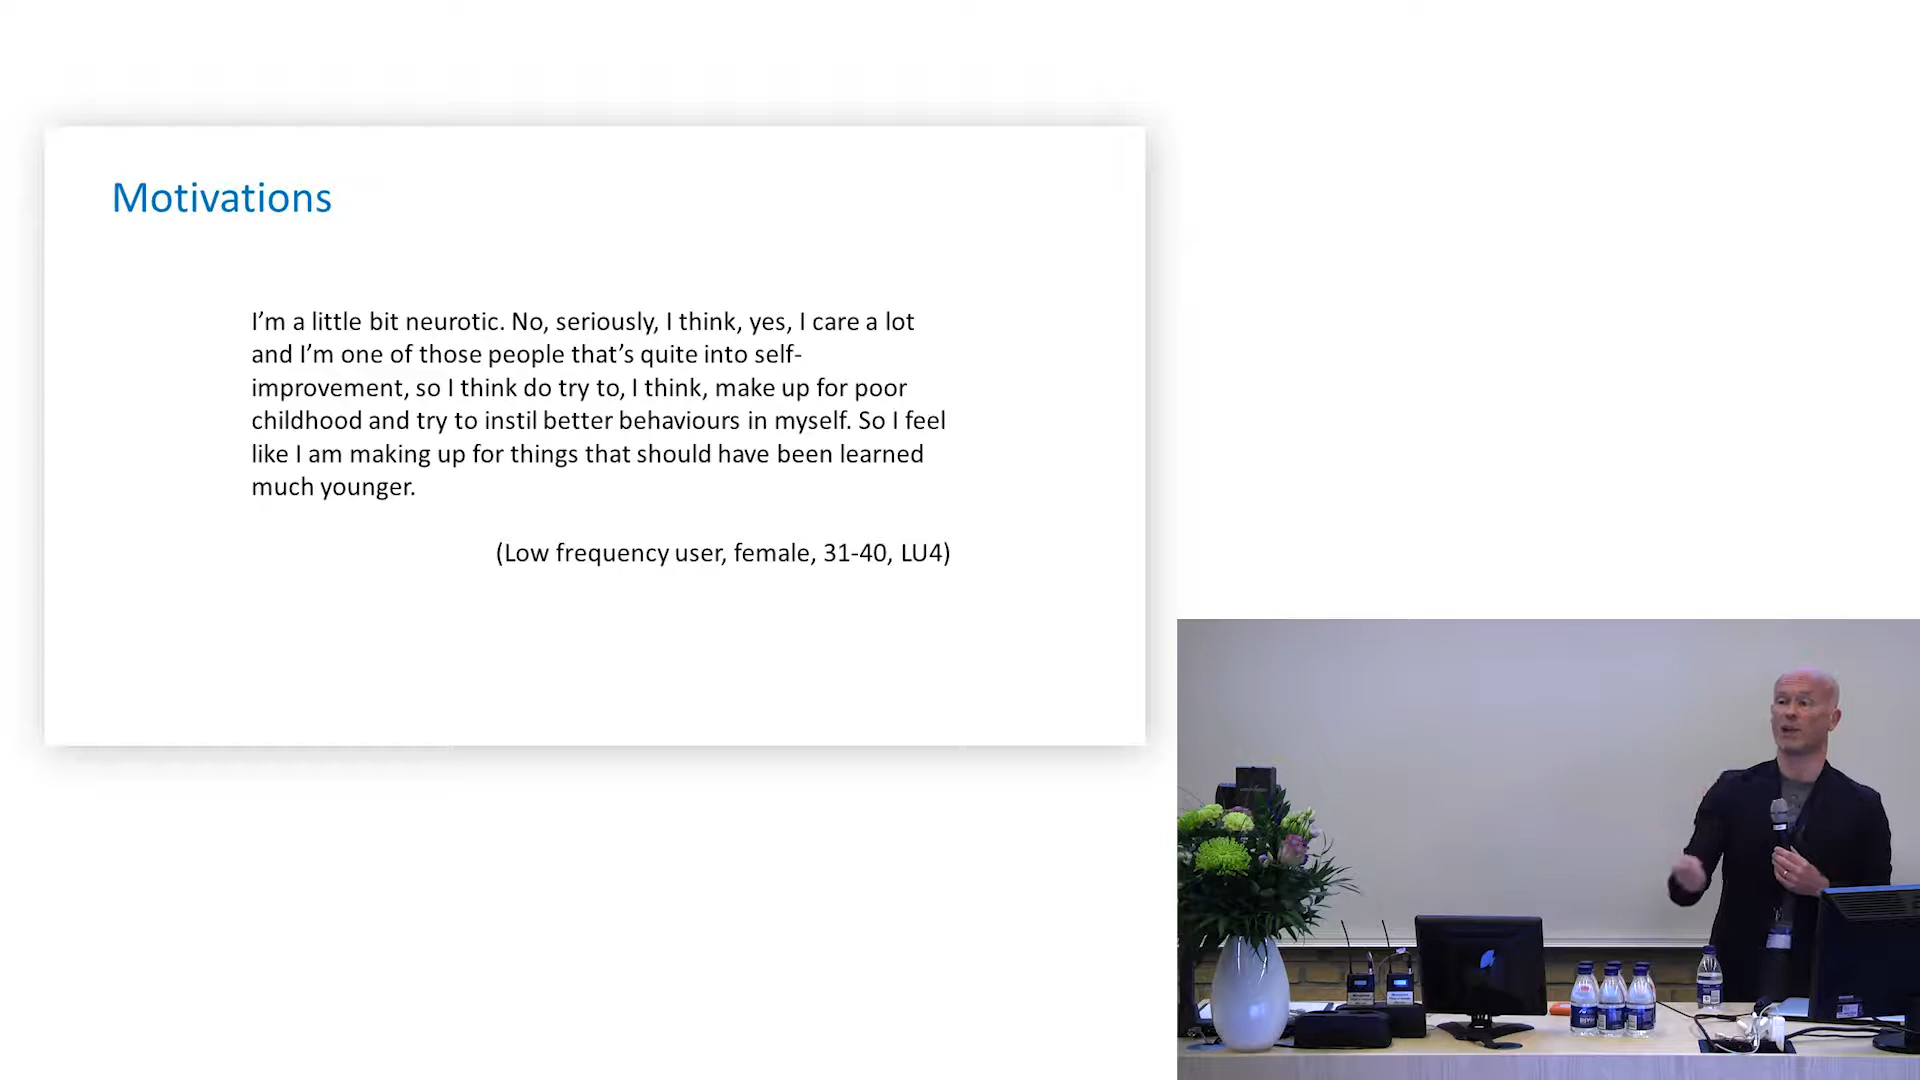 Motivations
I’m a little bit neurotic. No, seriously, I think, yes, I care a lot
and I’m one of those people that’s quite into self-
improvement, so I think do try to, I think, make up for poor
childhood and try to instil better behaviours in myself. So I feel
like I am making up for things that should have been learned
much younger.
(Low frequency user, female, 31-40, LU4)